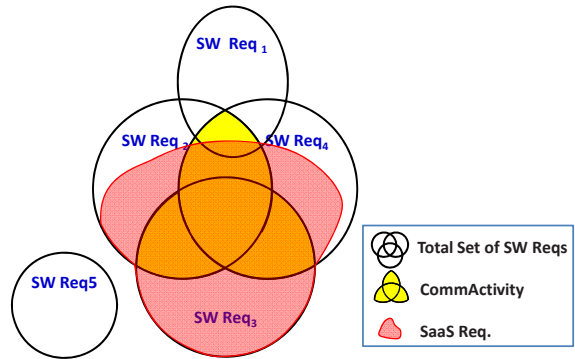 SW Req 1
SW Req 2
SW Req4
SW Req5
SW Req3
Total Set of SW Reqs
CommActivity
SaaS Req.